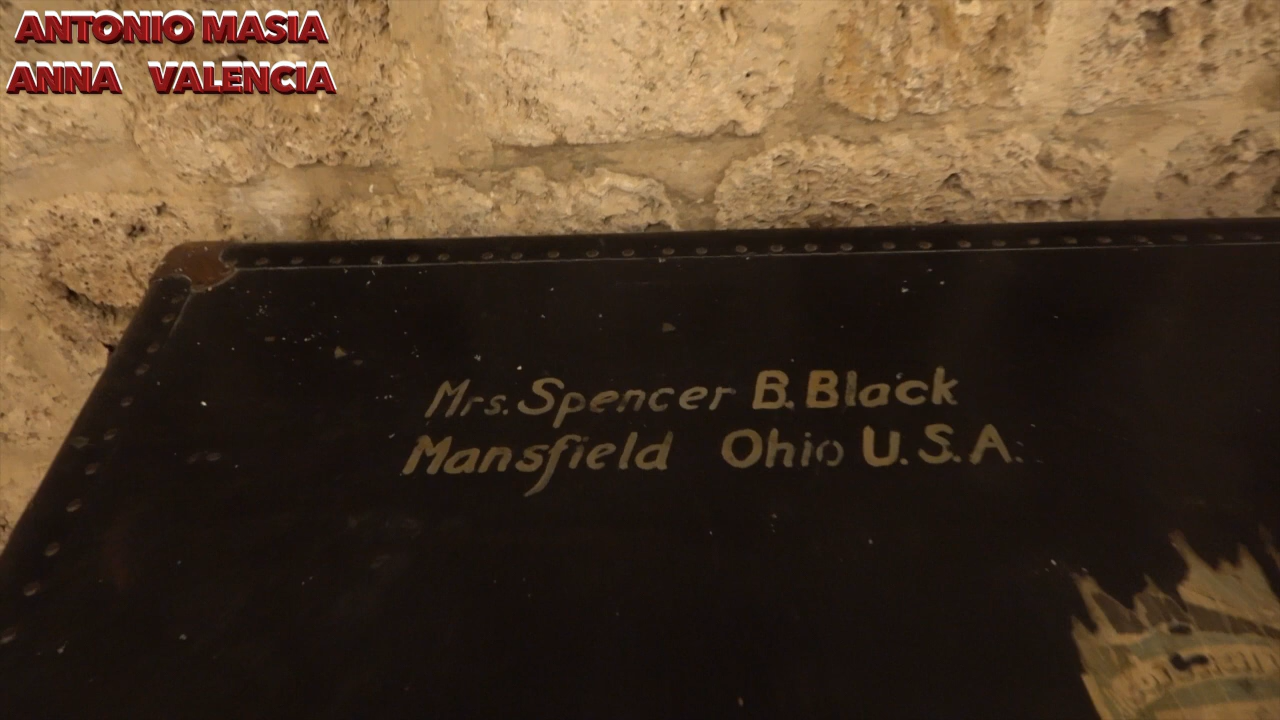 ANTONIO MASIA
ANNA VALENCIA
Mrs. Spencer B. Black
Mansfield Ohio U.S.A.